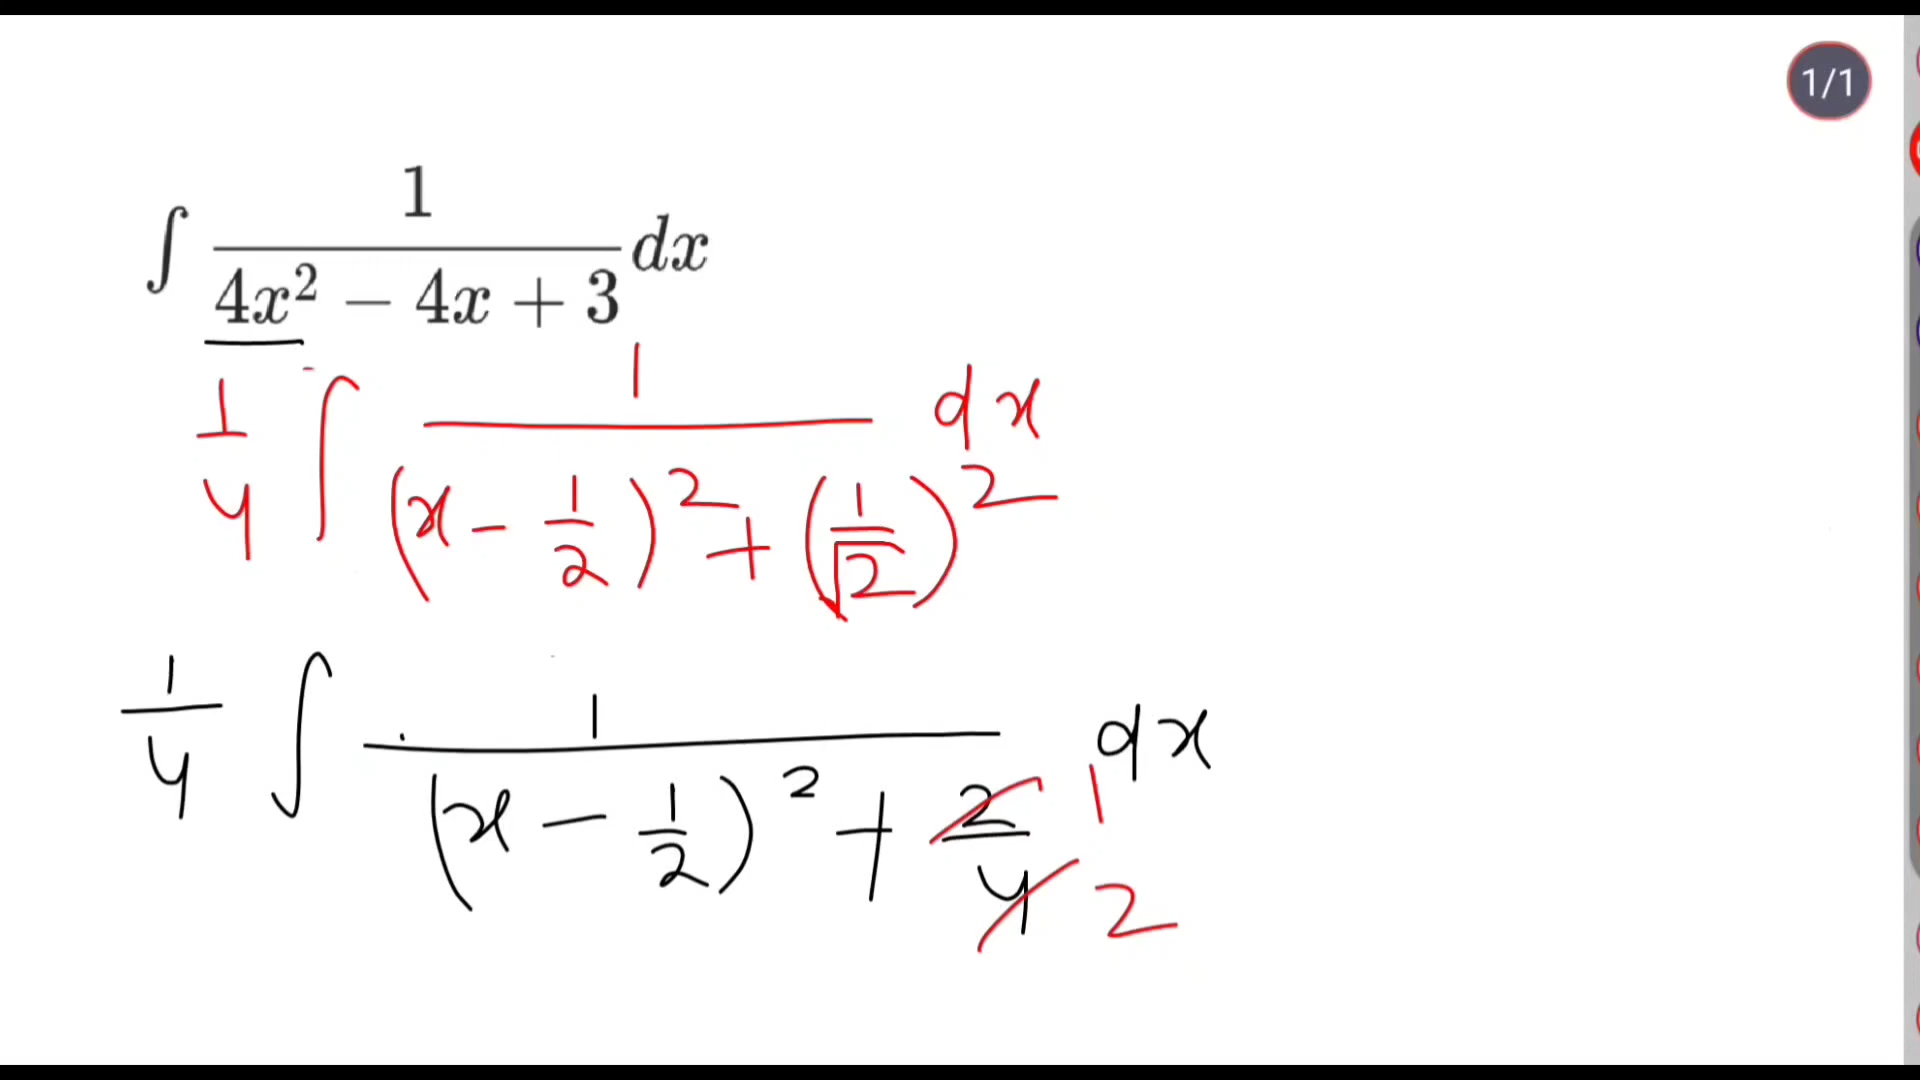 1/1
∫ 1/(4x² − 4x + 3) dx
1/4 ∫ 1/((x − 1/2)² + (1/√2)²) dx
1/4 ∫ 1/((x − 1/2)² + 2/4) dx 1 2